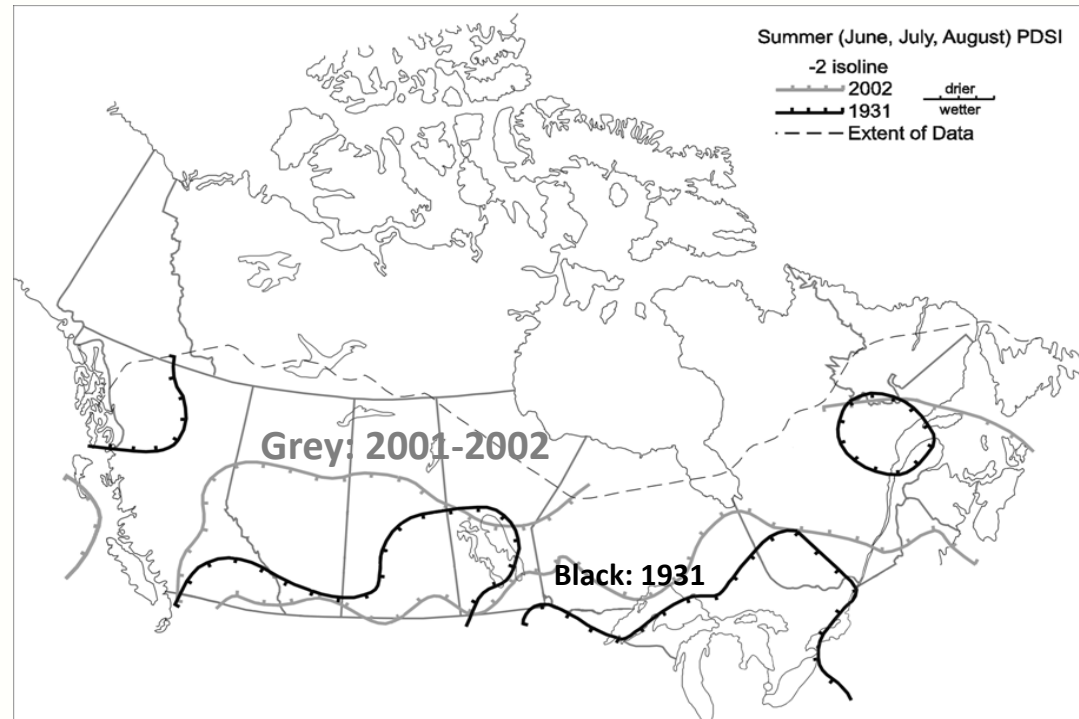 Summer (June, July, August) PDSI
-2 isoline
2002
1931
drier
wetter
Extent of Data
Grey: 2001-2002
Black: 1931